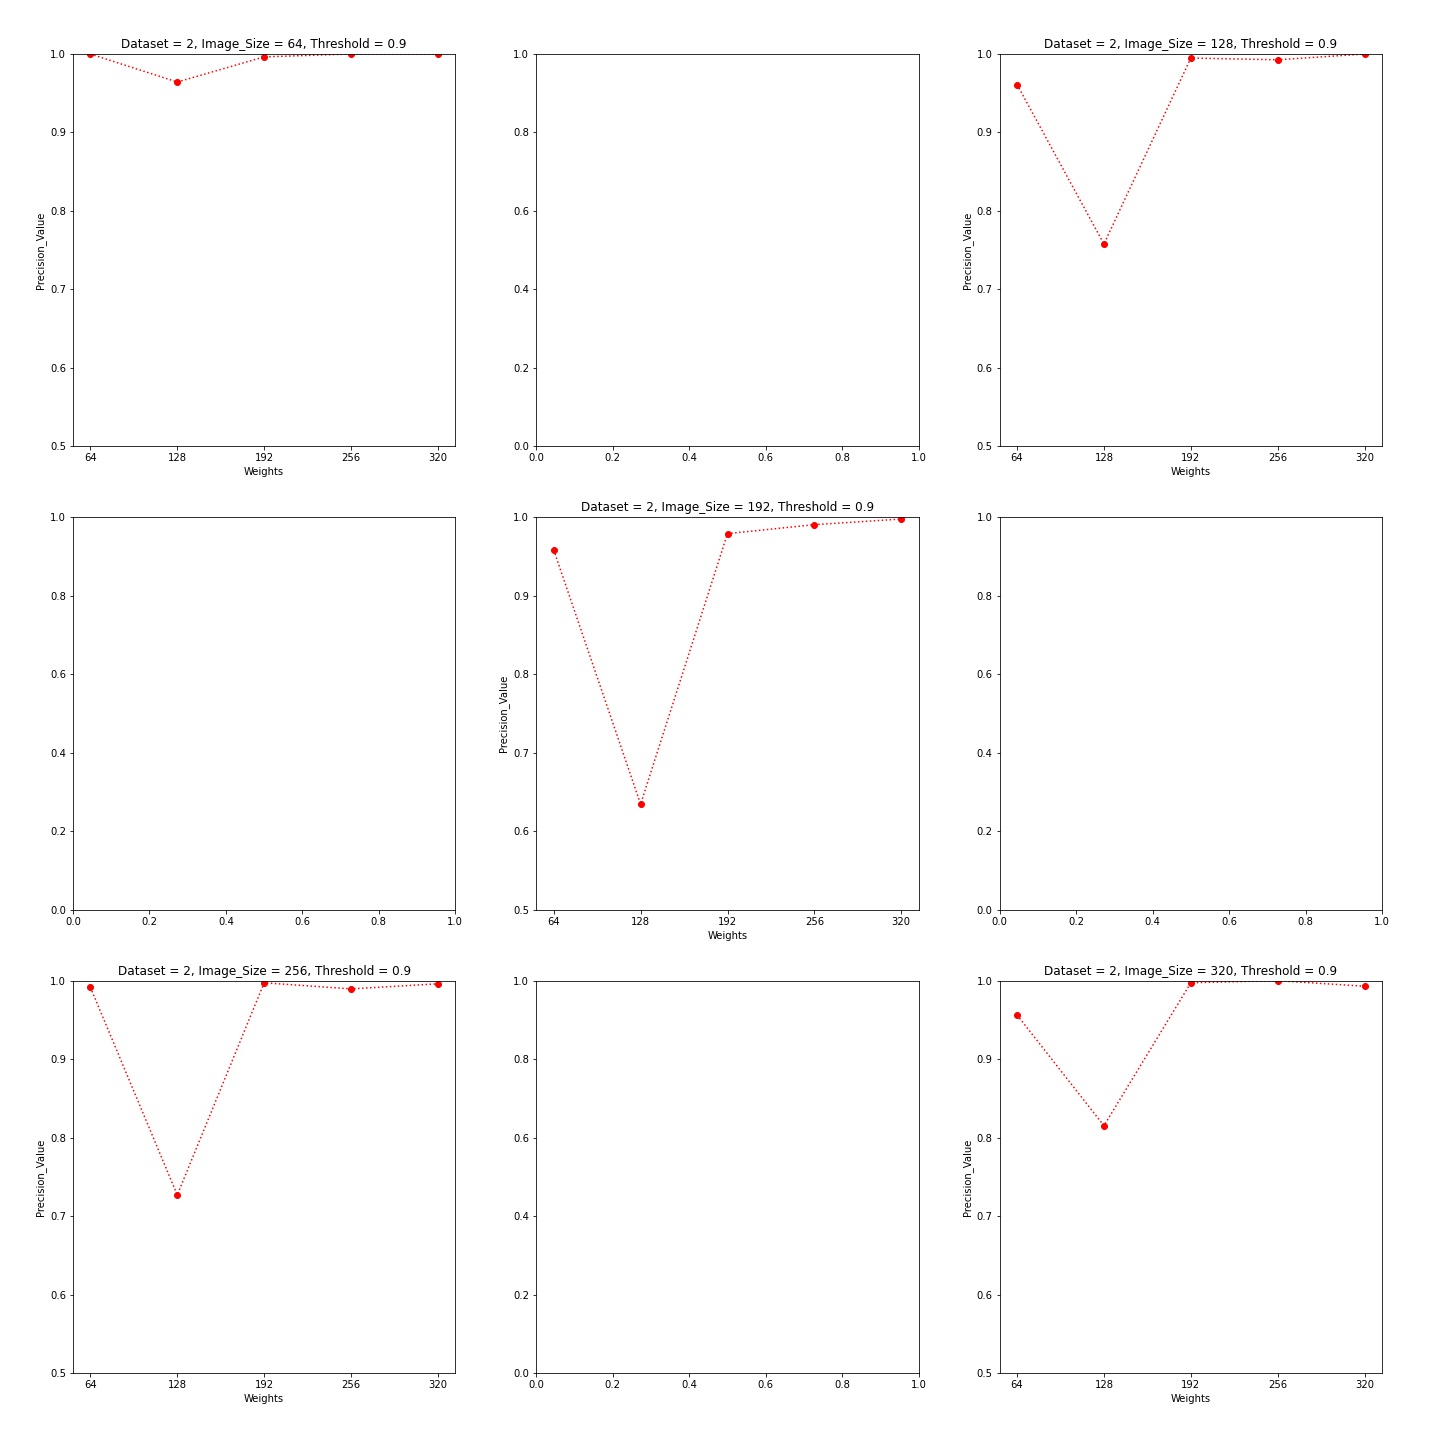 Dataset = 2, Image_Size = 64, Threshold = 0.9
1.0
0.9
0.8
0.7
0.6
0.5
Precision_Value
64 128 192 256 320
Weights
1.0
0.8
0.6
0.4
0.2
0.0
0.0 0.2 0.4 0.6 0.8 1.0
Dataset = 2, Image_Size = 128, Threshold = 0.9
1.0
0.9
0.8
0.7
0.6
0.5
Precision_Value
64 128 192 256 320
Weights
1.0
0.8
0.6
0.4
0.2
0.0
0.0 0.2 0.4 0.6 0.8 1.0
Dataset = 2, Image_Size = 192, Threshold = 0.9
1.0
0.9
0.8
0.7
0.6
0.5
Precision_Value
64 128 192 256 320
Weights
1.0
0.8
0.6
0.4
0.2
0.0
0.0 0.2 0.4 0.6 0.8 1.0
Dataset = 2, Image_Size = 256, Threshold = 0.9
1.0
0.9
0.8
0.7
0.6
0.5
Precision_Value
64 128 192 256 320
Weights
1.0
0.8
0.6
0.4
0.2
0.0
0.0 0.2 0.4 0.6 0.8 1.0
Dataset = 2, Image_Size = 320, Threshold = 0.9
1.0
0.9
0.8
0.7
0.6
0.5
Precision_Value
64 128 192 256 320
Weights